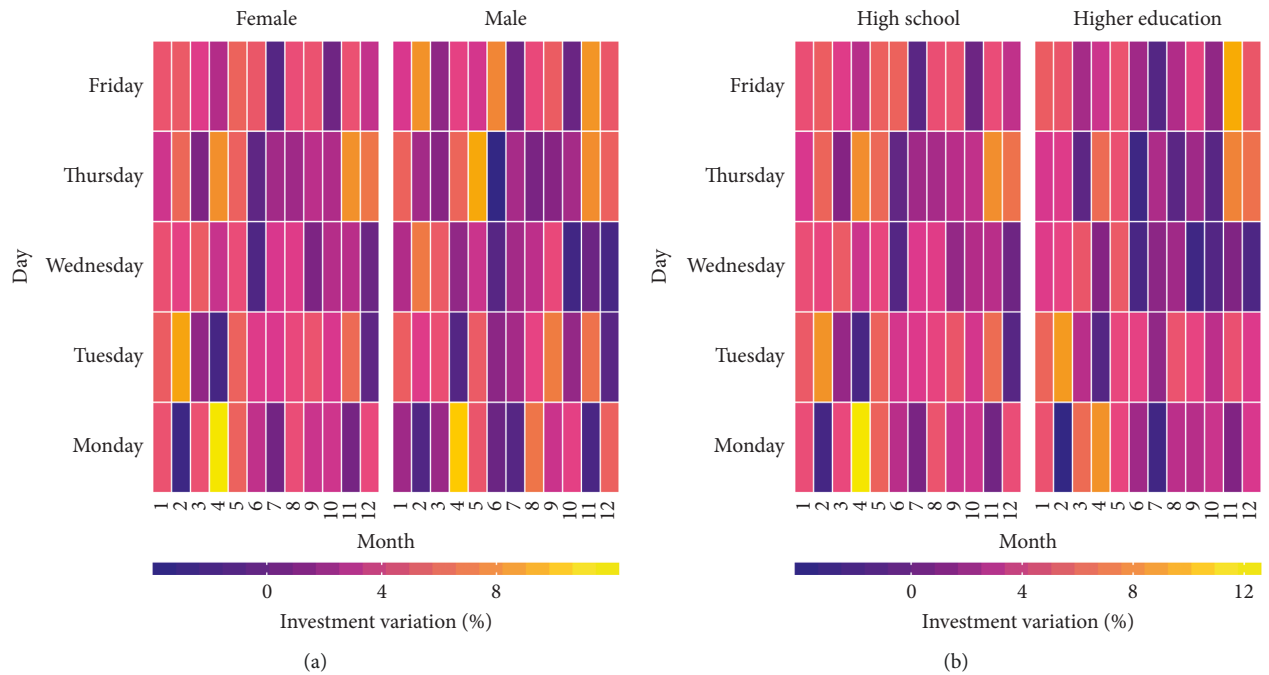 Female Male
Day
Friday
Thursday
Wednesday
Tuesday
Monday
1 2 3 4 5 6 7 8 9 10 11 12 1 2 3 4 5 6 7 8 9 10 11 12
Month
0 4 8
Investment variation (%)
(a)
High school Higher education
Day
Friday
Thursday
Wednesday
Tuesday
Monday
1 2 3 4 5 6 7 8 9 10 11 12 1 2 3 4 5 6 7 8 9 10 11 12
Month
0 4 8 12
Investment variation (%)
(b)